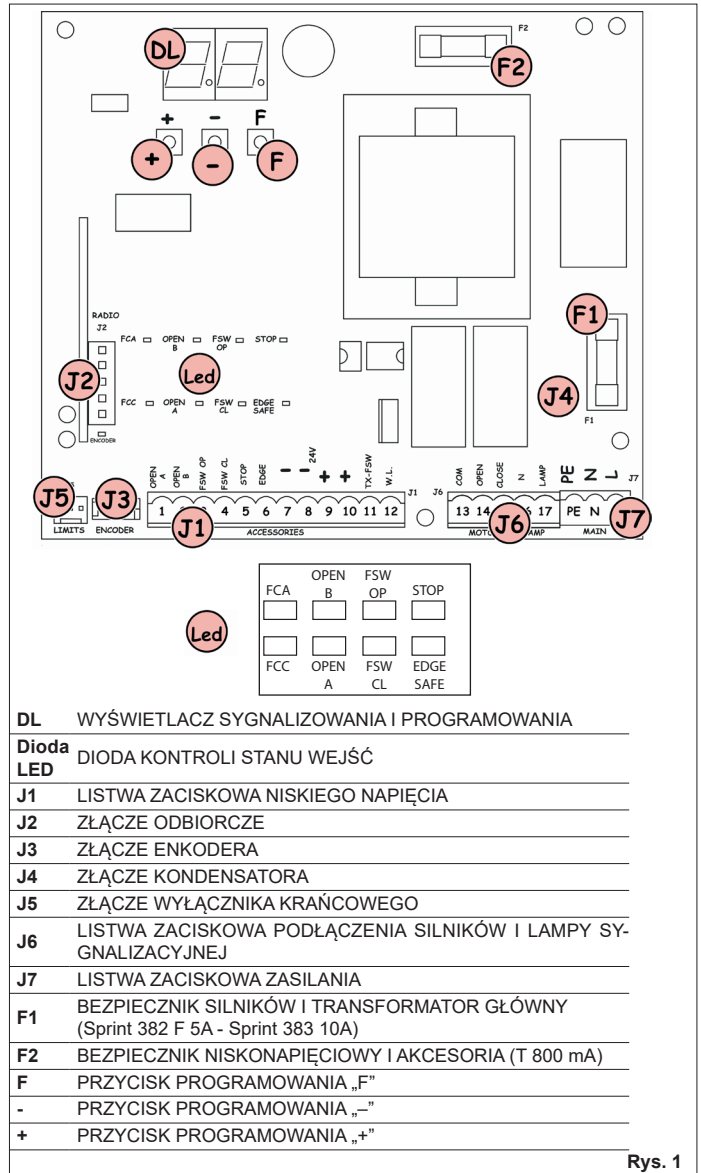 F2
DL
F2
+ - F
+ - F
RADIO
J2
FCA OPEN B FSW OP STOP
F1
J2
Led
J4
FCC OPEN A FSW CL EDGE SAFE
F1
ENCODER
OPEN A OPEN B FSW OP FSW CL STOP EDGE - - 24V + + TX-FSW W.L. J1
J6 COM OPEN CLOSE N LAMP PE N L J7
J5 J3
1 4 5 6 7 8 9 10 11 12
13 14 17 PE N
J1 J6 J7
LIMITS ENCODER ACCESSORIES MAIN
Led
FCA OPEN B FSW OP STOP
FCC OPEN A FSW CL EDGE SAFE
DL WYŚWIETLACZ SYGNALIZOWANIA I PROGRAMOWANIA
Dioda
LED DIODA KONTROLI STANU WEJŚĆ
J1 LISTWA ZACISKOWA NISKIEGO NAPIĘCIA
J2 ZŁĄCZE ODBIORCZE
J3 ZŁĄCZE ENKODERA
J4 ZŁĄCZE KONDENSATORA
J5 ZŁĄCZE WYŁĄCZNIKA KRAŃCOWEGO
J6 LISTWA ZACISKOWA PODŁĄCZENIA SILNIKÓW I LAMPY SY-
GNALIZACYJNEJ
J7 LISTWA ZACISKOWA ZASILANIA
F1 BEZPIECZNIK SILNIKÓW I TRANSFORMATOR GŁÓWNY
(Sprint 382 F 5A - Sprint 383 10A)
F2 BEZPIECZNIK NISKONAPIĘCIOWY I AKCESORIA (T 800 mA)
F PRZYCISK PROGRAMOWANIA „F”
- PRZYCISK PROGRAMOWANIA „–”
+ PRZYCISK PROGRAMOWANIA „+”
Rys. 1